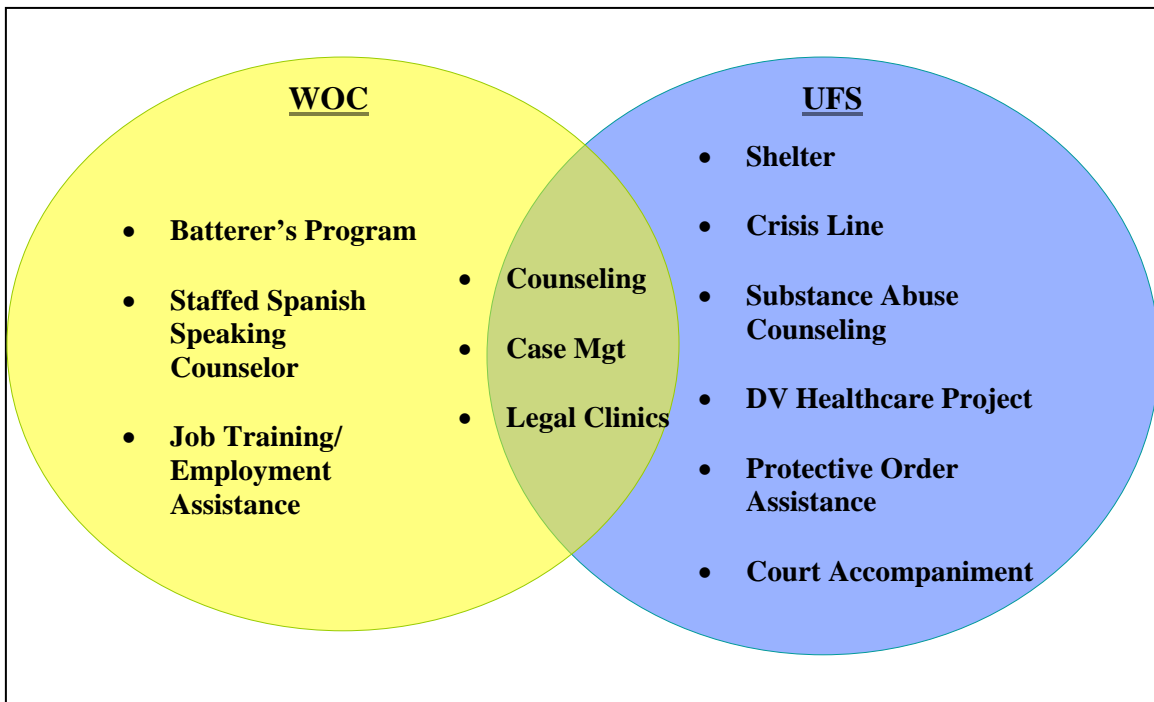 WOC
• Batterer’s Program
• Staffed Spanish
Speaking
Counselor
• Job Training/
Employment
Assistance
• Counseling
• Case Mgt
• Legal Clinics
UFS
• Shelter
• Crisis Line
• Substance Abuse
Counseling
• DV Healthcare Project
• Protective Order
Assistance
• Court Accompaniment